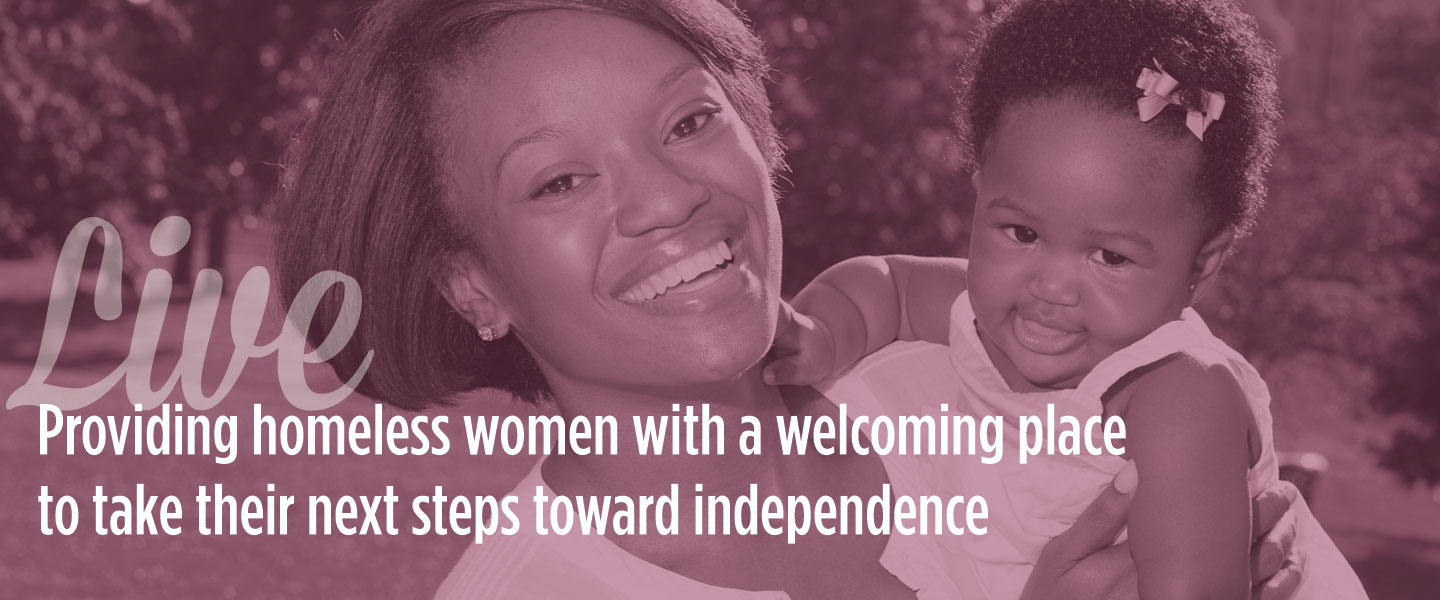 Live
Providing homeless women with a welcoming place
to take their next steps toward independence